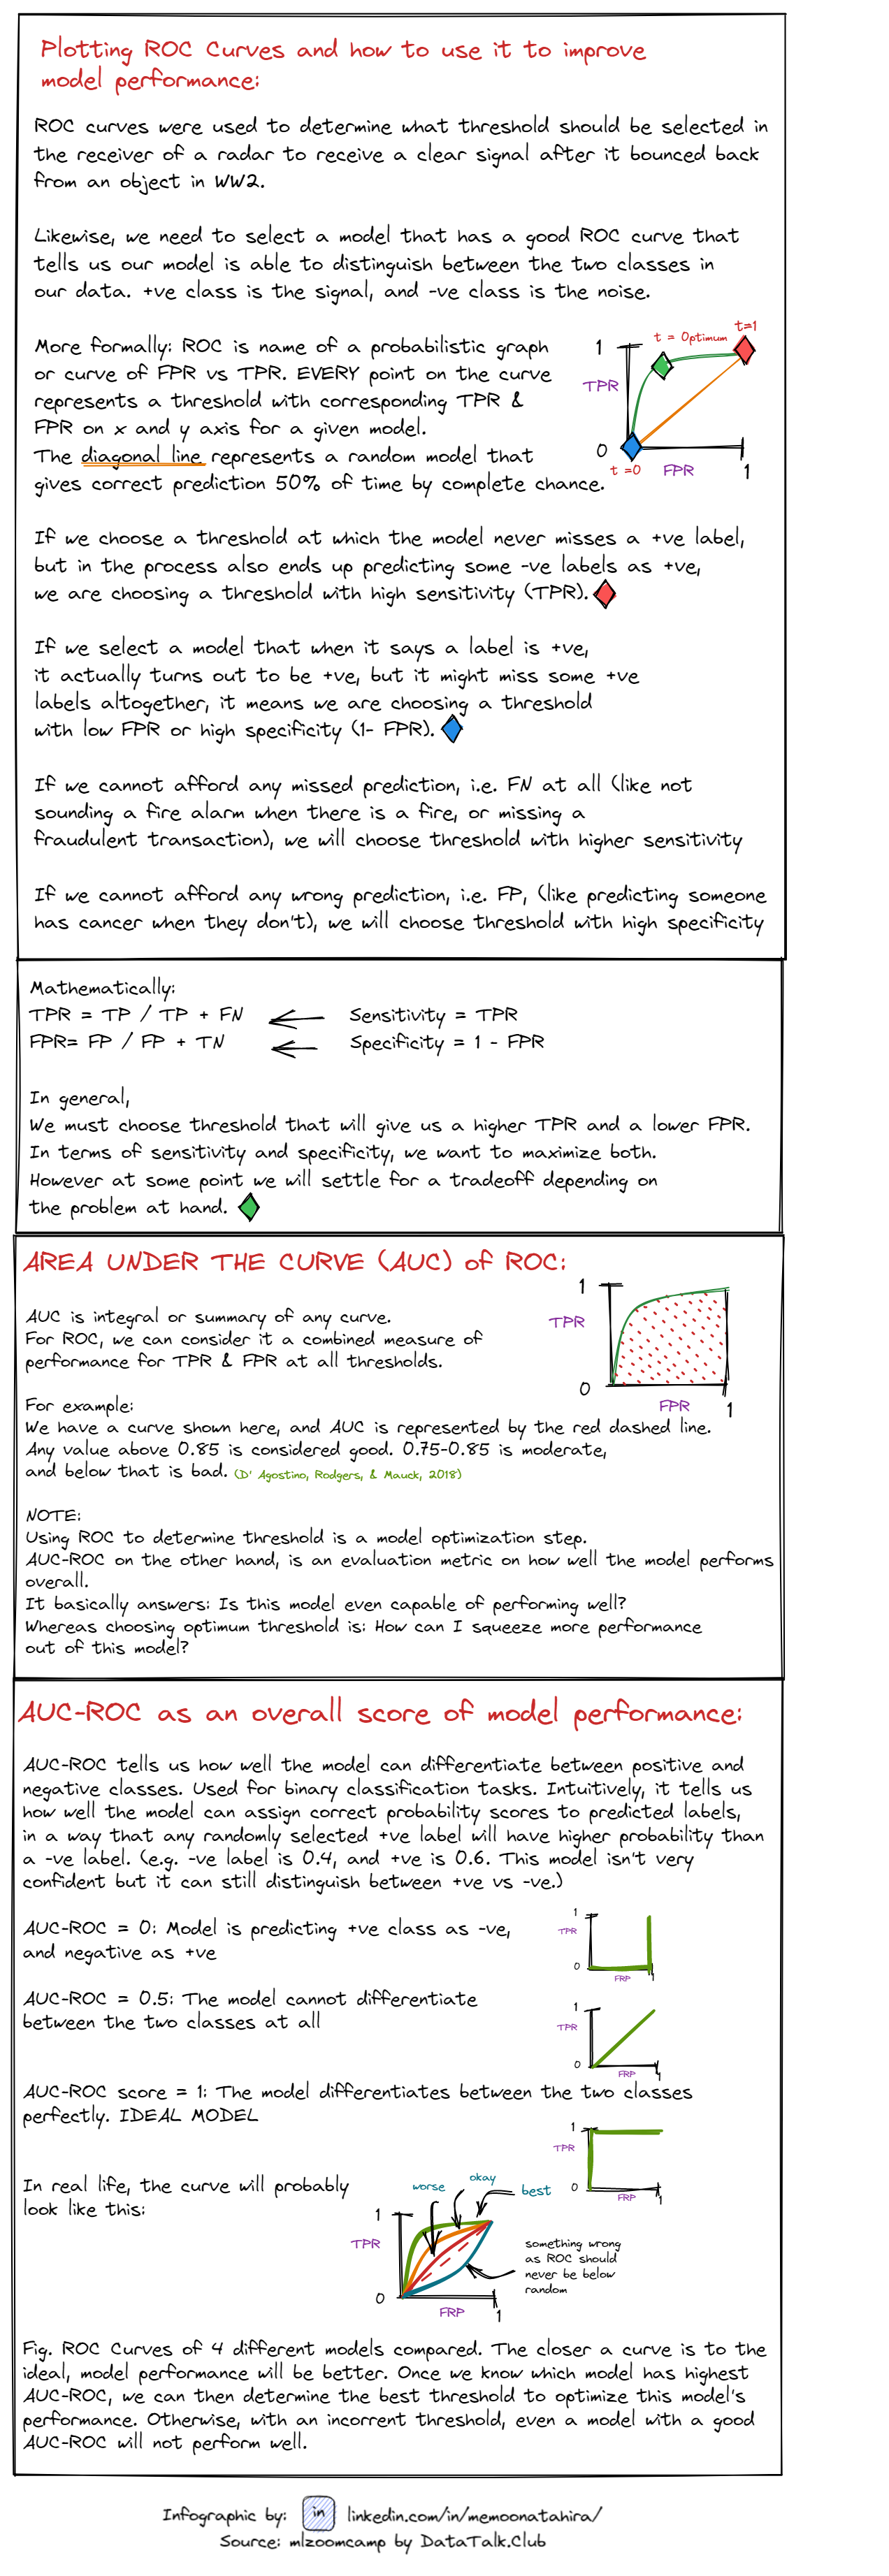 Plotting ROC Curves and how to use it to improve
model performance:
ROC curves were used to determine what threshold should be selected in
the receiver of a radar to receive a clear signal after it bounced back
from an object in WW2.
Likewise, we need to select a model that has a good ROC curve that
tells us our model is able to distinguish between the two classes in
our data. +ve class is the signal, and -ve class is the noise.
More formally: ROC is name of a probabilistic graph
or curve of FPR vs TPR. EVERY point on the curve
represents a threshold with corresponding TPR &
FPR on x and y axis for a given model.
The diagonal line represents a random model that
gives correct prediction 50% of time by complete chance.
t=1
t = Optimum
1
TPR
0
t =0
FPR
1
If we choose a threshold at which the model never misses a +ve label,
but in the process also ends up predicting some -ve labels as +ve,
we are choosing a threshold with high sensitivity (TPR).
If we select a model that when it says a label is +ve,
it actually turns out to be +ve, but it might miss some +ve
labels altogether, it means we are choosing a threshold
with low FPR or high specificity (1- FPR).
If we cannot afford any missed prediction, i.e. FN at all (like not
sounding a fire alarm when there is a fire, or missing a
fraudulent transaction), we will choose threshold with higher sensitivity
If we cannot afford any wrong prediction, i.e. FP, (like predicting someone
has cancer when they don't), we will choose threshold with high specificity
Mathematically:
TPR = TP / TP + FN Sensitivity = TPR
FPR= FP / FP + TN Specificity = 1 - FPR
In general,
We must choose threshold that will give us a higher TPR and a lower FPR.
In terms of sensitivity and specificity, we want to maximize both.
However at some point we will settle for a tradeoff depending on
the problem at hand.
AREA UNDER THE CURVE (AUC) of ROC:
AUC is integral or summary of any curve.
For ROC, we can consider it a combined measure of
performance for TPR & FPR at all thresholds.
1
TPR
0
FPR
1
For example:
We have a curve shown here, and AUC is represented by the red dashed line.
Any value above 0.85 is considered good. 0.75-0.85 is moderate,
and below that is bad. (D' Agostino, Rodgers, & Mauck, 2018)
NOTE:
Using ROC to determine threshold is a model optimization step.
AUC-ROC on the other hand, is an evaluation metric on how well the model performs
overall.
It basically answers: Is this model even capable of performing well?
Whereas choosing optimum threshold is: How can I squeeze more performance
out of this model?
AUC-ROC as an overall score of model performance:
AUC-ROC tells us how well the model can differentiate between positive and
negative classes. Used for binary classification tasks. Intuitively, it tells us
how well the model can assign correct probability scores to predicted labels,
in a way that any randomly selected +ve label will have higher probability than
a -ve label. (e.g. -ve label is 0.4, and +ve is 0.6. This model isn't very
confident but it can still distinguish between +ve vs -ve.)
AUC-ROC = 0: Model is predicting +ve class as -ve,
and negative as +ve
1
TPR
0
FRP
1
AUC-ROC = 0.5: The model cannot differentiate
between the two classes at all
1
TPR
0
FRP
1
AUC-ROC score = 1: The model differentiates between the two classes
perfectly. IDEAL MODEL
1
TPR
0
FRP
1
In real life, the curve will probably
look like this:
worse
okay
best
1
TPR
0
FRP
1
something wrong
as ROC should
never be below
random
Fig. ROC Curves of 4 different models compared. The closer a curve is to the
ideal, model performance will be better. Once we know which model has highest
AUC-ROC, we can then determine the best threshold to optimize this model's
performance. Otherwise, with an incorrent threshold, even a model with a good
AUC-ROC will not perform well.
Infographic by: in linkedin.com/in/memoonatahira/
Source: mlzoomcamp by DataTalk.Club